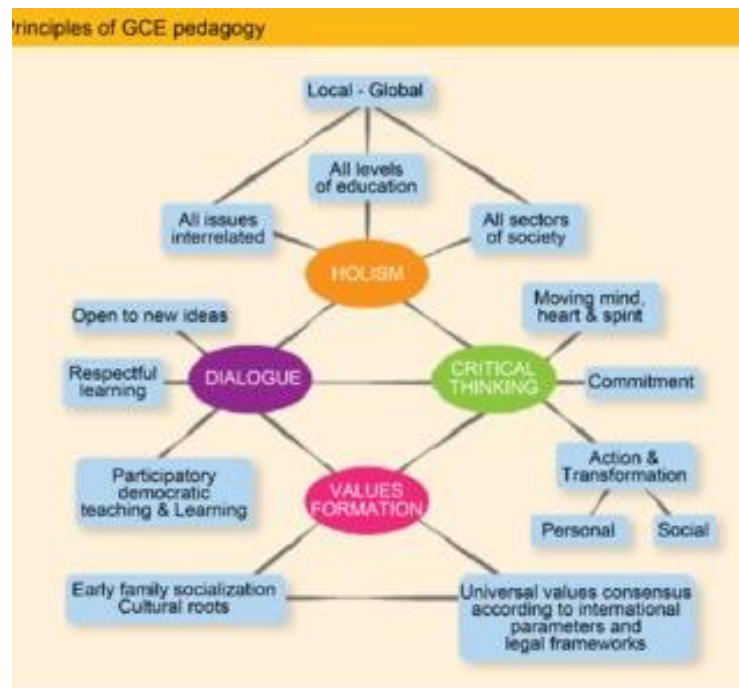 Principles of GCE pedagogy
Local - Global
All levels
of education
All issues
interrelated
All sectors
of society
HOLISM
Moving mind,
heart & spirit
Open to new ideas
DIALOGUE
CRITICAL
THINKING
Respectful
learning
Commitment
Participatory
democratic
teaching & Learning
Action &
Transformation
VALUES
FORMATION
Personal
Social
Early family socialization
Cultural roots
Universal values consensus
according to international
parameters and
legal frameworks